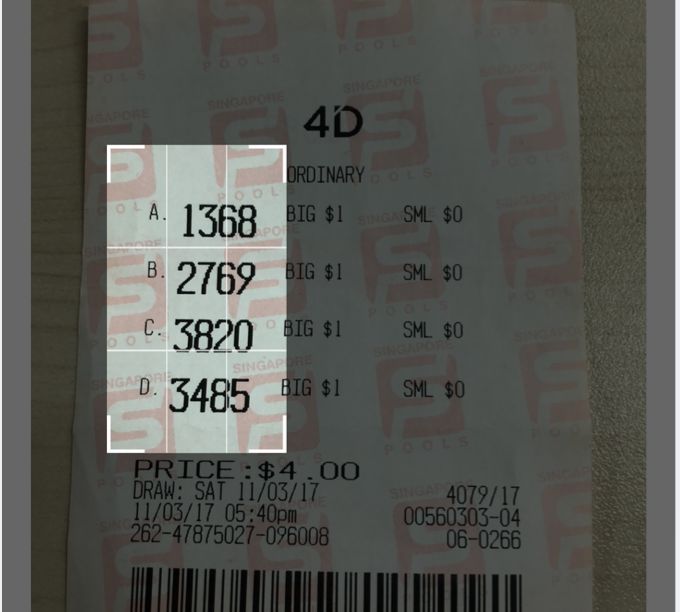 SINGAPORE POOLS
4D
ORDINARY
A. 1368 BIG $1 SML $0
B. 2769 BIG $1 SML $0
C. 3820 BIG $1 SML $0
D. 3485 BIG $1 SML $0
PRICE:$4.00
DRAW: SAT 11/03/17 4079/17
11/03/17 05:40pm 00560303-04
262-47875027-096008 06-0266